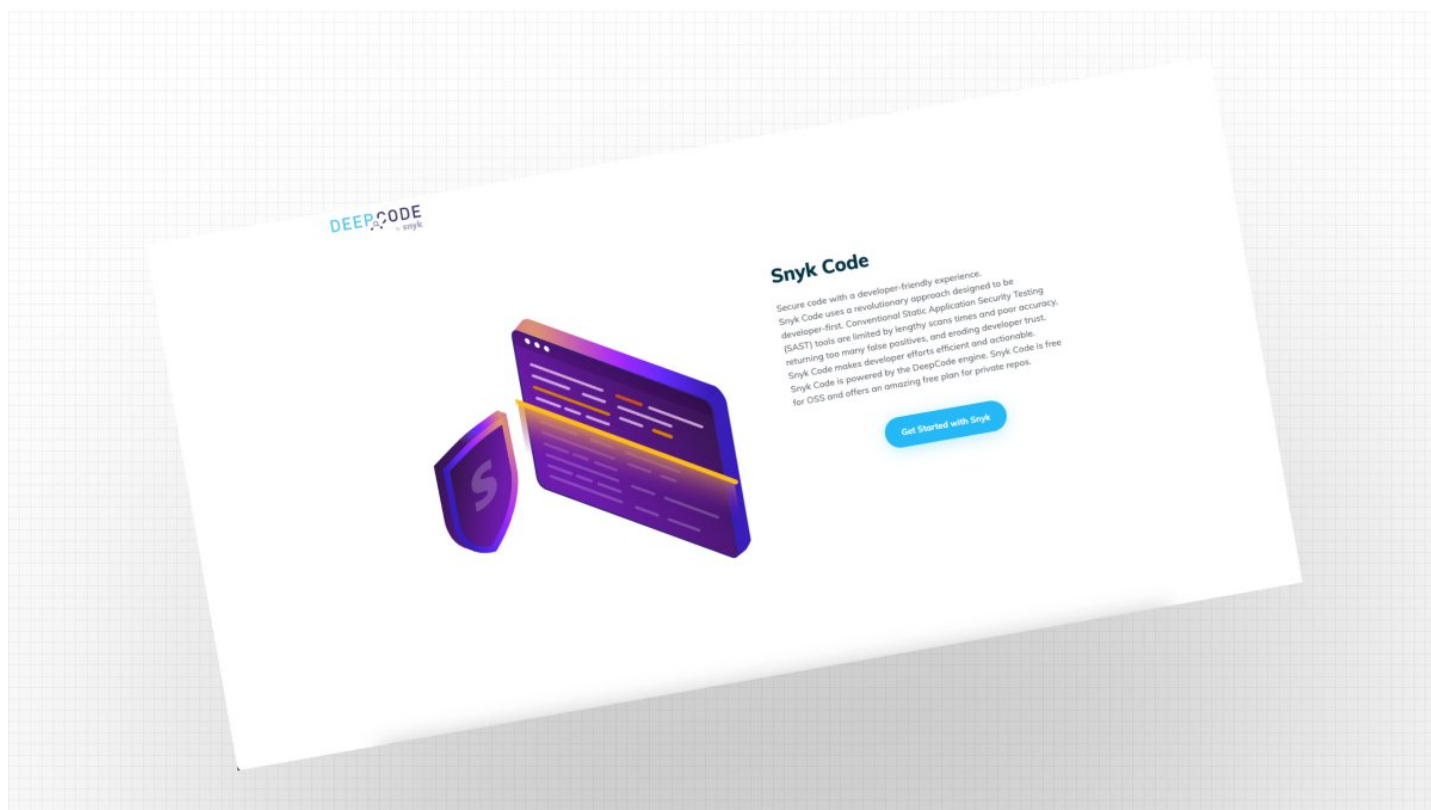 DEEPCODE
by snyk
S
Snyk Code
Secure code with a developer-friendly experience.
Snyk Code uses a revolutionary approach designed to be
developer-first. Conventional Static Application Security Testing
(SAST) tools are limited by lengthy scans times and poor accuracy,
returning too many false positives, and eroding developer trust.
Snyk Code makes developer efforts efficient and actionable.
Snyk Code is powered by the DeepCode engine. Snyk Code is free
for OSS and offers an amazing free plan for private repos.
Get Started with Snyk